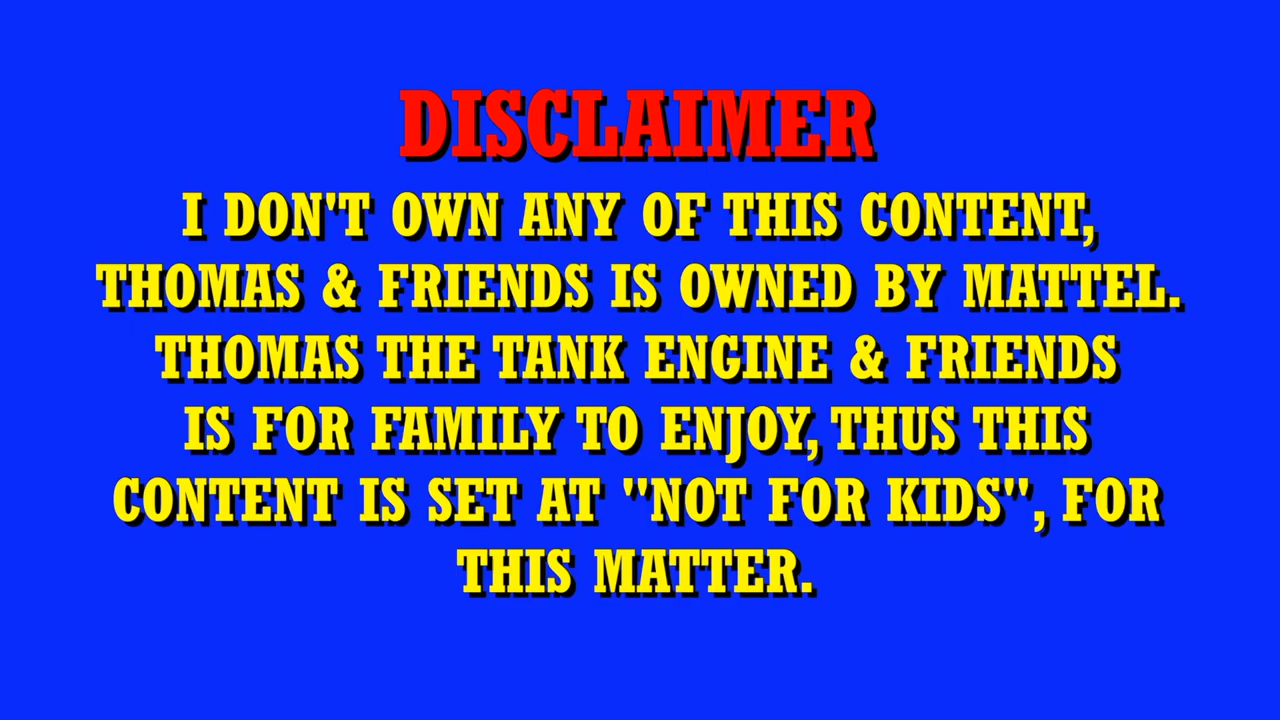 DISCLAIMER
I DON'T OWN ANY OF THIS CONTENT,
THOMAS & FRIENDS IS OWNED BY MATTEL.
THOMAS THE TANK ENGINE & FRIENDS
IS FOR FAMILY TO ENJOY, THUS THIS
CONTENT IS SET AT "NOT FOR KIDS", FOR
THIS MATTER.